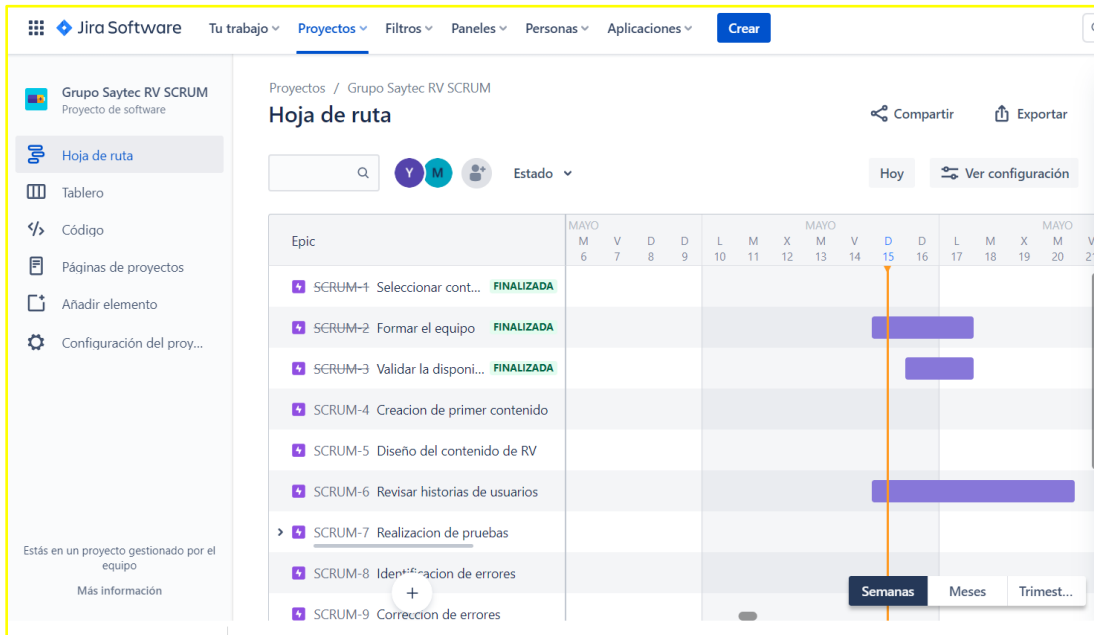 Jira Software Tu trabajo Proyectos Filtros Paneles Personas Aplicaciones Crear
Grupo Saytec RV SCRUM
Proyecto de software
Hoja de ruta
Tablero
Código
Páginas de proyectos
Añadir elemento
Configuración del proy...
Estás en un proyecto gestionado por el
equipo
Más información
Proyectos / Grupo Saytec RV SCRUM
Hoja de ruta
Compartir Exportar
Y M Estado Hoy Ver configuración
MAYO MAYO MAYO
Epic
M V D D L M X M V D D L M X M V
6 7 8 9 10 11 12 13 14 15 16 17 18 19 20 21
SCRUM-1 Seleccionar cont... FINALIZADA
SCRUM-2 Formar el equipo FINALIZADA
SCRUM-3 Validar la disponi... FINALIZADA
SCRUM-4 Creacion de primer contenido
SCRUM-5 Diseño del contenido de RV
SCRUM-6 Revisar historias de usuarios
SCRUM-7 Realizacion de pruebas
SCRUM-8 Identificacion de errores
SCRUM-9 Correccion de errores
Semanas Meses Trimest...